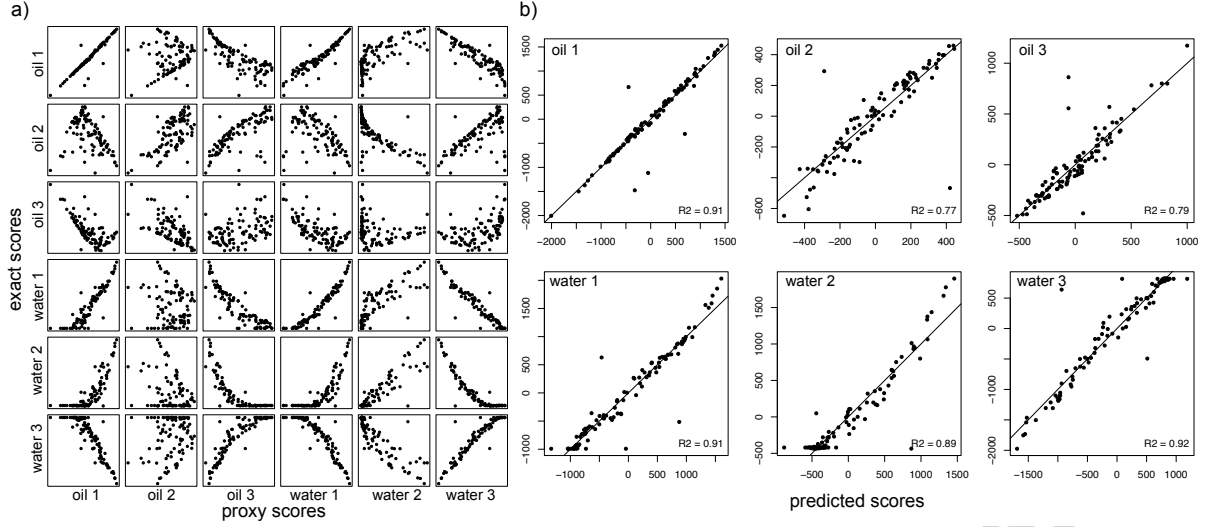 a)
oil 1
oil 2
oil 3
water 1
water 2
water 3
exact scores
oil 1 oil 2 oil 3 water 1 water 2 water 3
proxy scores
b)
oil 1
1500
1000
500
0
-500
-1000
-2000
R2 = 0.91
-2000 -1000 0 500 1000 1500
oil 2
400
200
0
-200
-400
-600
R2 = 0.77
-400 -200 0 200 400
oil 3
1000
500
0
-500
R2 = 0.79
-500 0 500 1000
water 1
1500
500
0
-500
-1000
R2 = 0.91
-1000 -500 0 500 1000
water 2
1500
1000
500
0
-500
R2 = 0.89
-500 0 500 1000 1500
water 3
500
0
-1000
-2000
R2 = 0.92
-1500 -500 0 500 1000
predicted scores